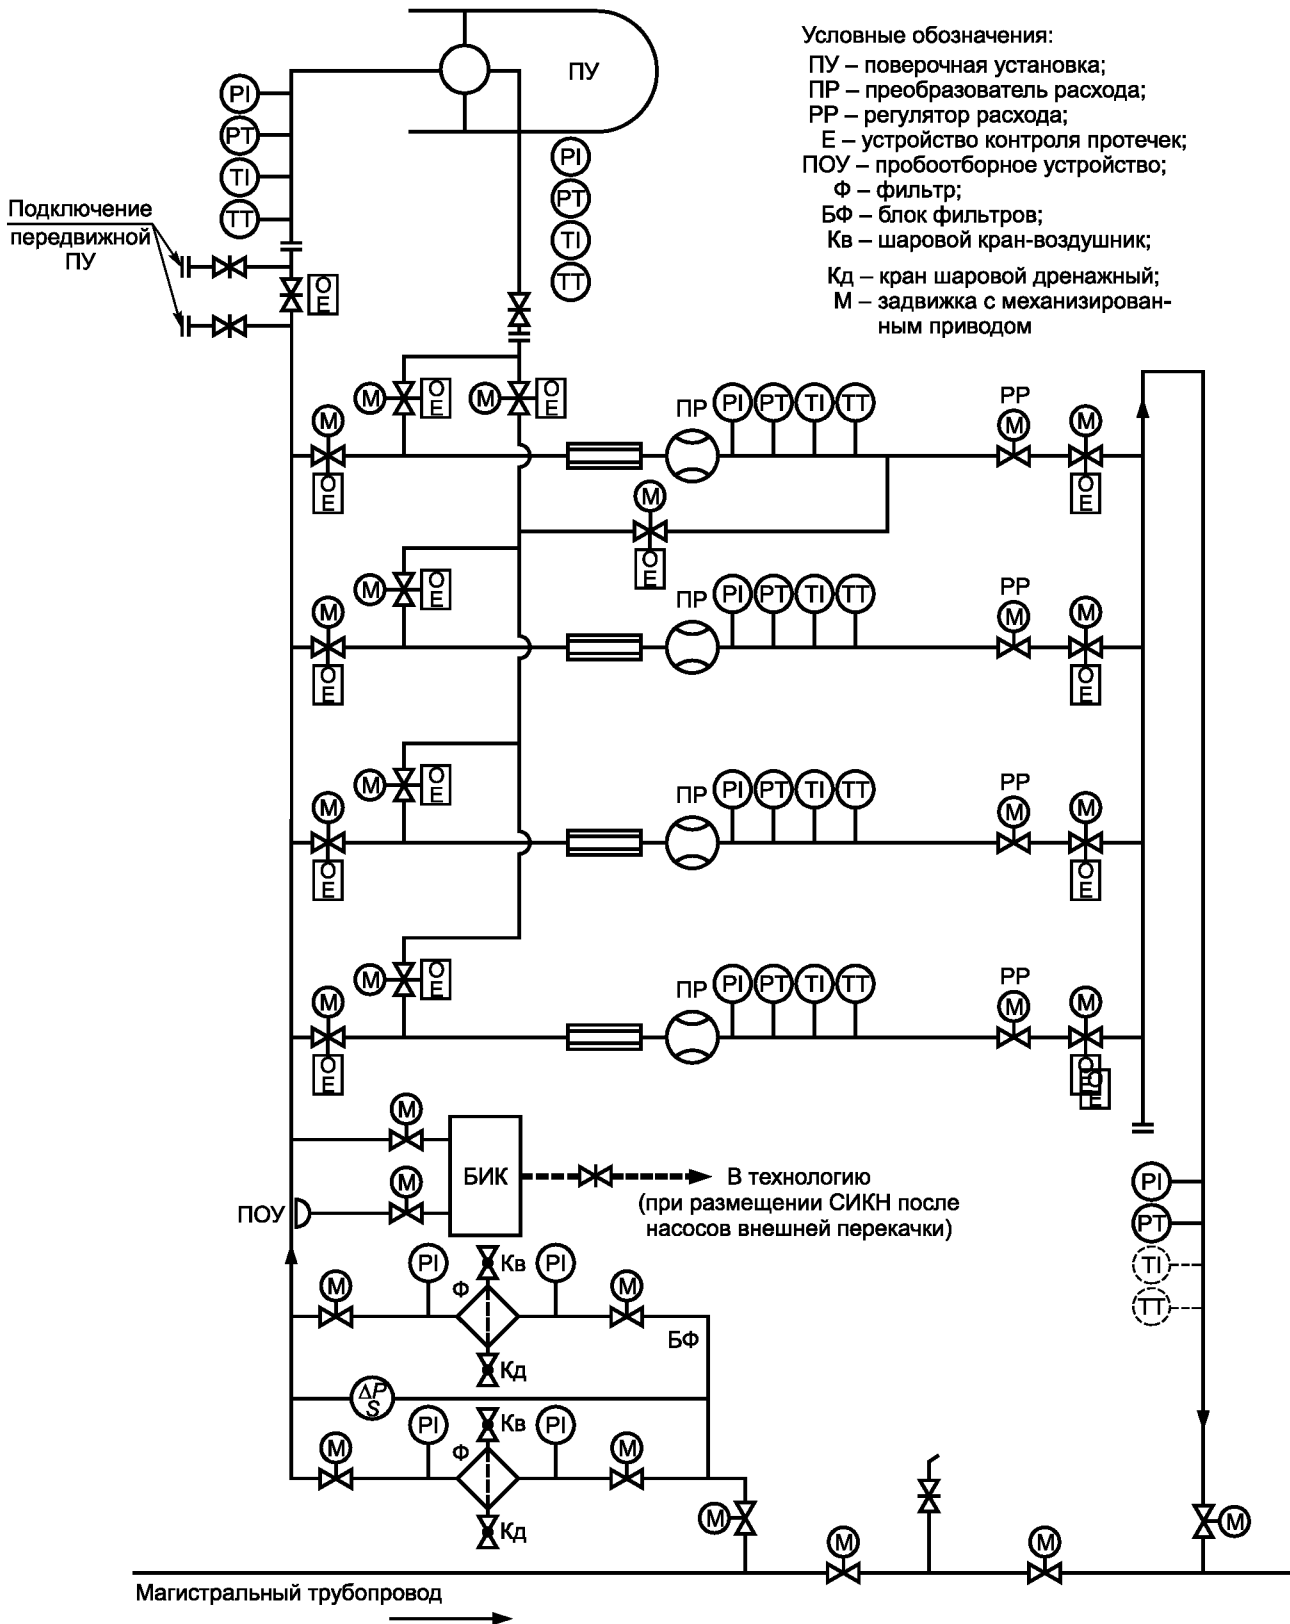 Условные обозначения:
ПУ – поверочная установка;
ПР – преобразователь расхода;
РР – регулятор расхода;
Е – устройство контроля протечек;
ПОУ – пробоотборное устройство;
Ф – фильтр;
БФ – блок фильтров;
Кв – шаровой кран-воздушник;
Кд – кран шаровой дренажный;
М – задвижка с механизирован-
ным приводом
ПУ
PI
PT
TI
TT
PI
PT
TI
TT
Подключение
передвижной
ПУ
О
Е
М
О
Е
М
О
Е
М
О
Е
ПР
PI
PT
TI
TT
РР
М
М
О
Е
М
О
Е
М
О
Е
М
О
Е
ПР
PI
PT
TI
TT
РР
М
М
О
Е
М
О
Е
М
О
Е
ПР
PI
PT
TI
TT
РР
М
М
О
Е
М
О
Е
М
О
Е
ПР
PI
PT
TI
TT
РР
М
М
О
Е
О
Е
М
М
БИК
ПОУ
В технологию
(при размещении СИКН после
насосов внешней перекачки)
PI
PT
TI
TT
М
PI
Ф
Кв
PI
М
Кд
БФ
ΔP
S
М
PI
Ф
Кв
PI
М
Кд
М
М
М
М
Магистральный трубопровод